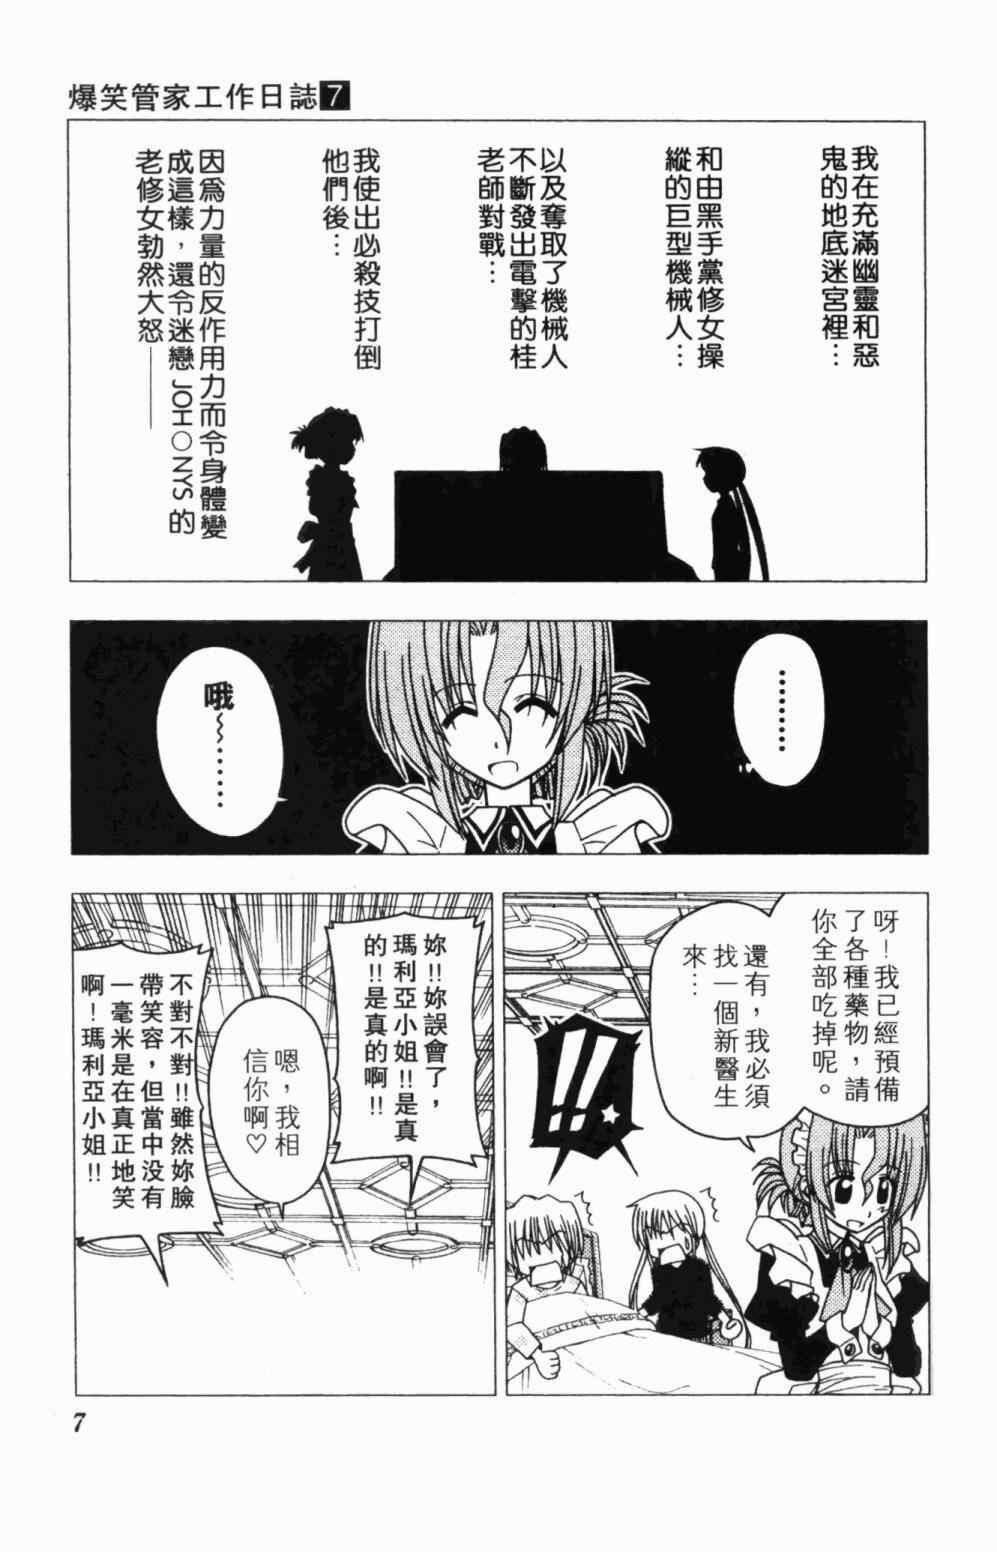 爆笑管家工作日誌7
我在充滿幽靈和惡
鬼的地底迷宮裡…
和由黑手黨修女操
縱的巨型機械人…
以及奪取了機械人
不斷發出電擊的桂
老師對戰…
我使出必殺技打倒
他們後…
因為力量的反作用力而令身體變
成這樣，還令迷戀JOH○NYS的
老修女勃然大怒——
………
哦
～………
呀！我已經預備
了各種藥物，請
你全部吃掉呢。
還有，我必須
找一個新醫生
來…
!!
妳!!妳誤會了，
瑪利亞小姐!!是真
的!!是真的啊!!
嗯，我相
信你啊♡
不對不對!!雖然妳臉
帶笑容，但當中没有
一毫米是在真正地笑
啊！瑪利亞小姐!!
7